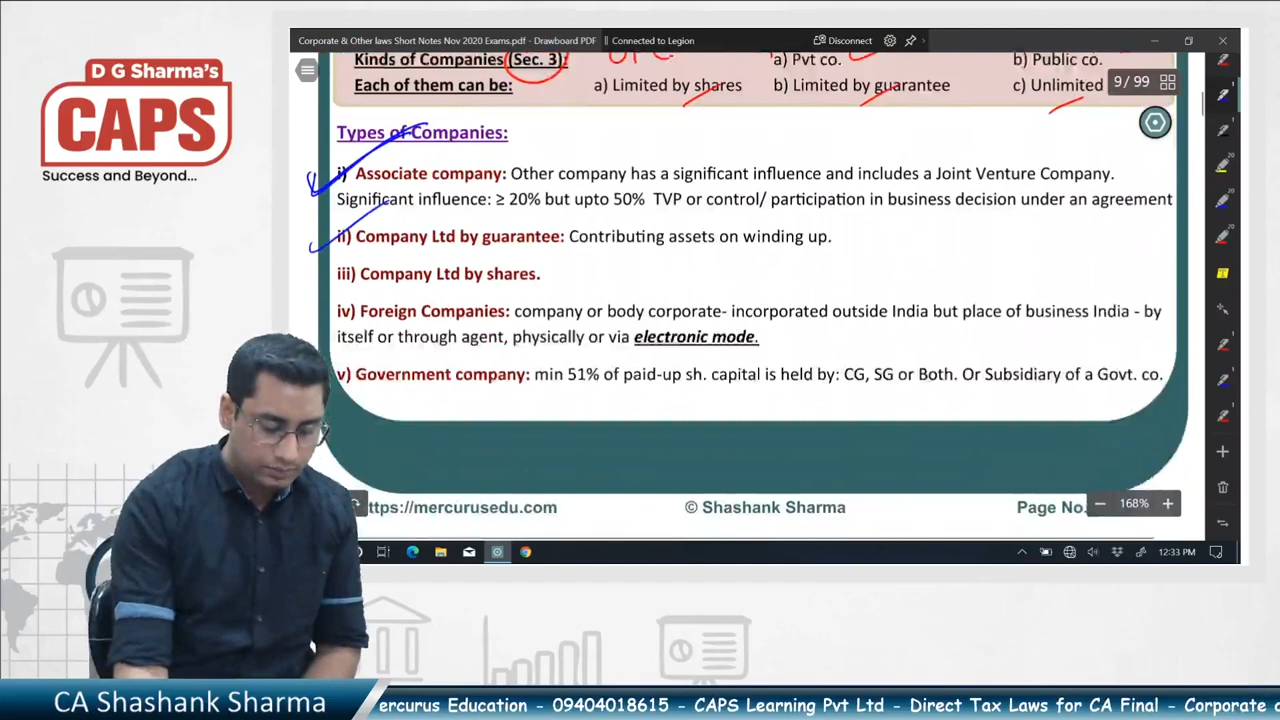 D G SHARMA's
CAPS
Success and Beyond...
Corporate & Other laws Short Notes Nov 2020 Exams.pdf - Drawboard PDF
Connected to Legion
Disconnect
Kinds of Companies (Sec. 3): a) Pvt co. b) Public co.
Each of them can be: a) Limited by shares b) Limited by guarantee c) Unlimited
9 / 99
Types of Companies:
i) Associate company: Other company has a significant influence and includes a Joint Venture Company.
Significant influence: ≥ 20% but upto 50% TVP or control/ participation in business decision under an agreement
ii) Company Ltd by guarantee: Contributing assets on winding up.
iii) Company Ltd by shares.
iv) Foreign Companies: company or body corporate- incorporated outside India but place of business India - by
itself or through agent, physically or via electronic mode.
v) Government company: min 51% of paid-up sh. capital is held by: CG, SG or Both. Or Subsidiary of a Govt. co.
ttps://mercurusedu.com © Shashank Sharma Page No.
168%
12:33 PM
CA Shashank Sharma
ercurus Education - 09404018615 - CAPS Learning Pvt Ltd - Direct Tax Laws for CA Final - Corporate